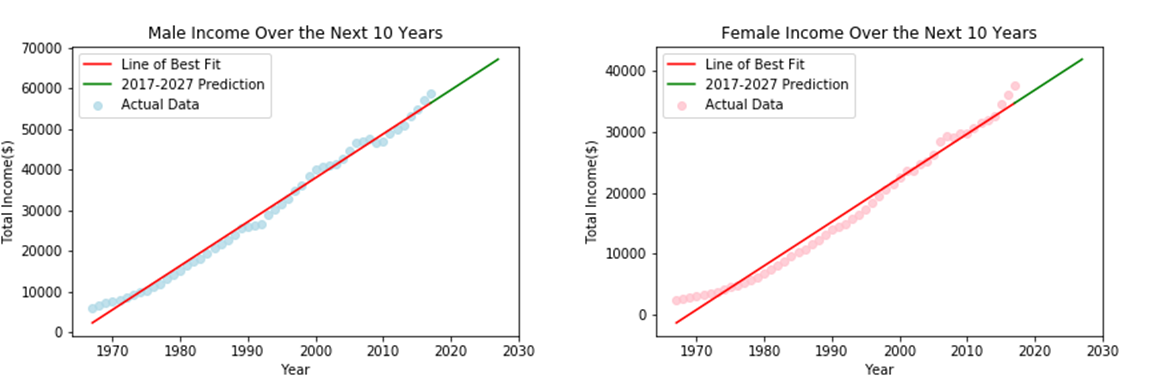 Male Income Over the Next 10 Years
Line of Best Fit
2017-2027 Prediction
Actual Data
Total Income($)
70000
60000
50000
40000
30000
20000
10000
0
1970 1980 1990 2000 2010 2020 2030
Year
Female Income Over the Next 10 Years
Line of Best Fit
2017-2027 Prediction
Actual Data
Total Income($)
40000
30000
20000
10000
0
1970 1980 1990 2000 2010 2020 2030
Year